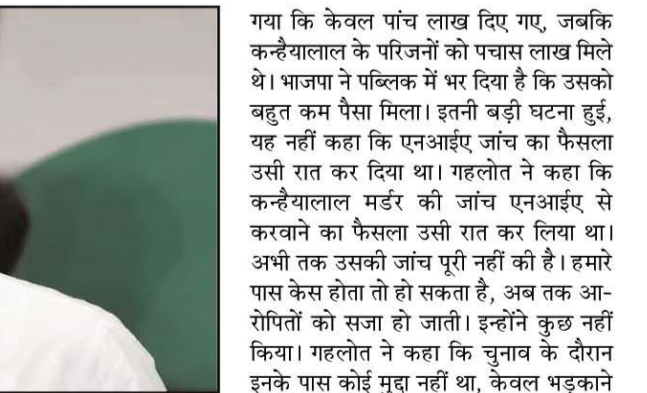 गया कि केवल पांच लाख दिए गए, जबकि
कन्हैयालाल के परिजनों को पचास लाख मिले
थे। भाजपा ने पब्लिक में भर दिया है कि उसको
बहुत कम पैसा मिला। इतनी बड़ी घटना हुई,
यह नहीं कहा कि एनआईए जांच का फैसला
उसी रात कर दिया था। गहलोत ने कहा कि
कन्हैयालाल मर्डर की जांच एनआईए से
करवाने का फैसला उसी रात कर लिया था।
अभी तक उसकी जांच पूरी नहीं की है। हमारे
पास केस होता तो हो सकता है, अब तक आ-
रोपितों को सजा हो जाती। इन्होंने कुछ नहीं
किया। गहलोत ने कहा कि चुनाव के दौरान
इनके पास कोई मुद्दा नहीं था, केवल भड़काने